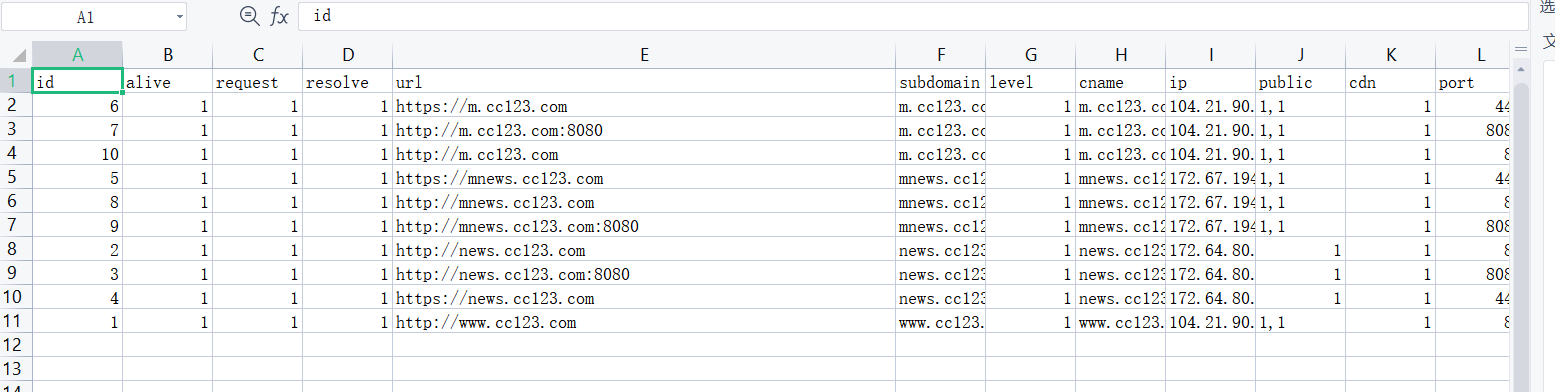 A1 fx id 选
文
A B C D E F G H I J K L
1 id alive request resolve url subdomain level cname ip public cdn port
2 6 1 1 1 https://m.cc123.com m.cc123.cc 1 m.cc123.cc 104.21.90. 1,1 1 44
3 7 1 1 1 http://m.cc123.com:8080 m.cc123.cc 1 m.cc123.cc 104.21.90. 1,1 1 808
4 10 1 1 1 http://m.cc123.com m.cc123.cc 1 m.cc123.cc 104.21.90. 1,1 1 8
5 5 1 1 1 https://mnews.cc123.com mnews.cc12 1 mnews.cc12 172.67.194 1,1 1 44
6 8 1 1 1 http://mnews.cc123.com mnews.cc12 1 mnews.cc12 172.67.194 1,1 1 8
7 9 1 1 1 http://mnews.cc123.com:8080 mnews.cc12 1 mnews.cc12 172.67.194 1,1 1 808
8 2 1 1 1 http://news.cc123.com news.cc123 1 news.cc123 172.64.80. 1 1 8
9 3 1 1 1 http://news.cc123.com:8080 news.cc123 1 news.cc123 172.64.80. 1 1 808
10 4 1 1 1 https://news.cc123.com news.cc123 1 news.cc123 172.64.80. 1 1 44
11 1 1 1 1 http://www.cc123.com www.cc123. 1 www.cc123. 104.21.90. 1,1 1 8
12
13
14